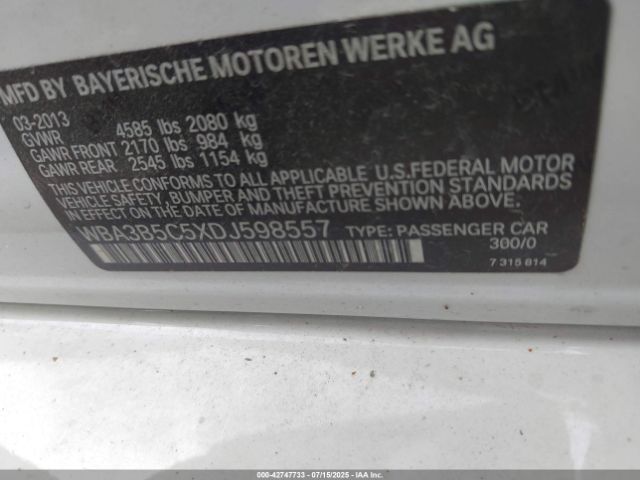 MFD BY BAYERISCHE MOTOREN WERKE AG
03-2013
GVWR 4585 lbs 2080 kg
GAWR FRONT 2170 lbs 984 kg
GAWR REAR 2545 lbs 1154 kg
THIS VEHICLE CONFORMS TO ALL APPLICABLE U.S.FEDERAL MOTOR
VEHICLE SAFETY, BUMPER AND THEFT PREVENTION STANDARDS
IN EFFECT ON THE DATE OF MANUFACTURE SHOWN ABOVE.
WBA3B5C5XDJ598557 TYPE: PASSENGER CAR
300/0
7 315 814
000-42747733 - 07/15/2025 - IAA Inc.